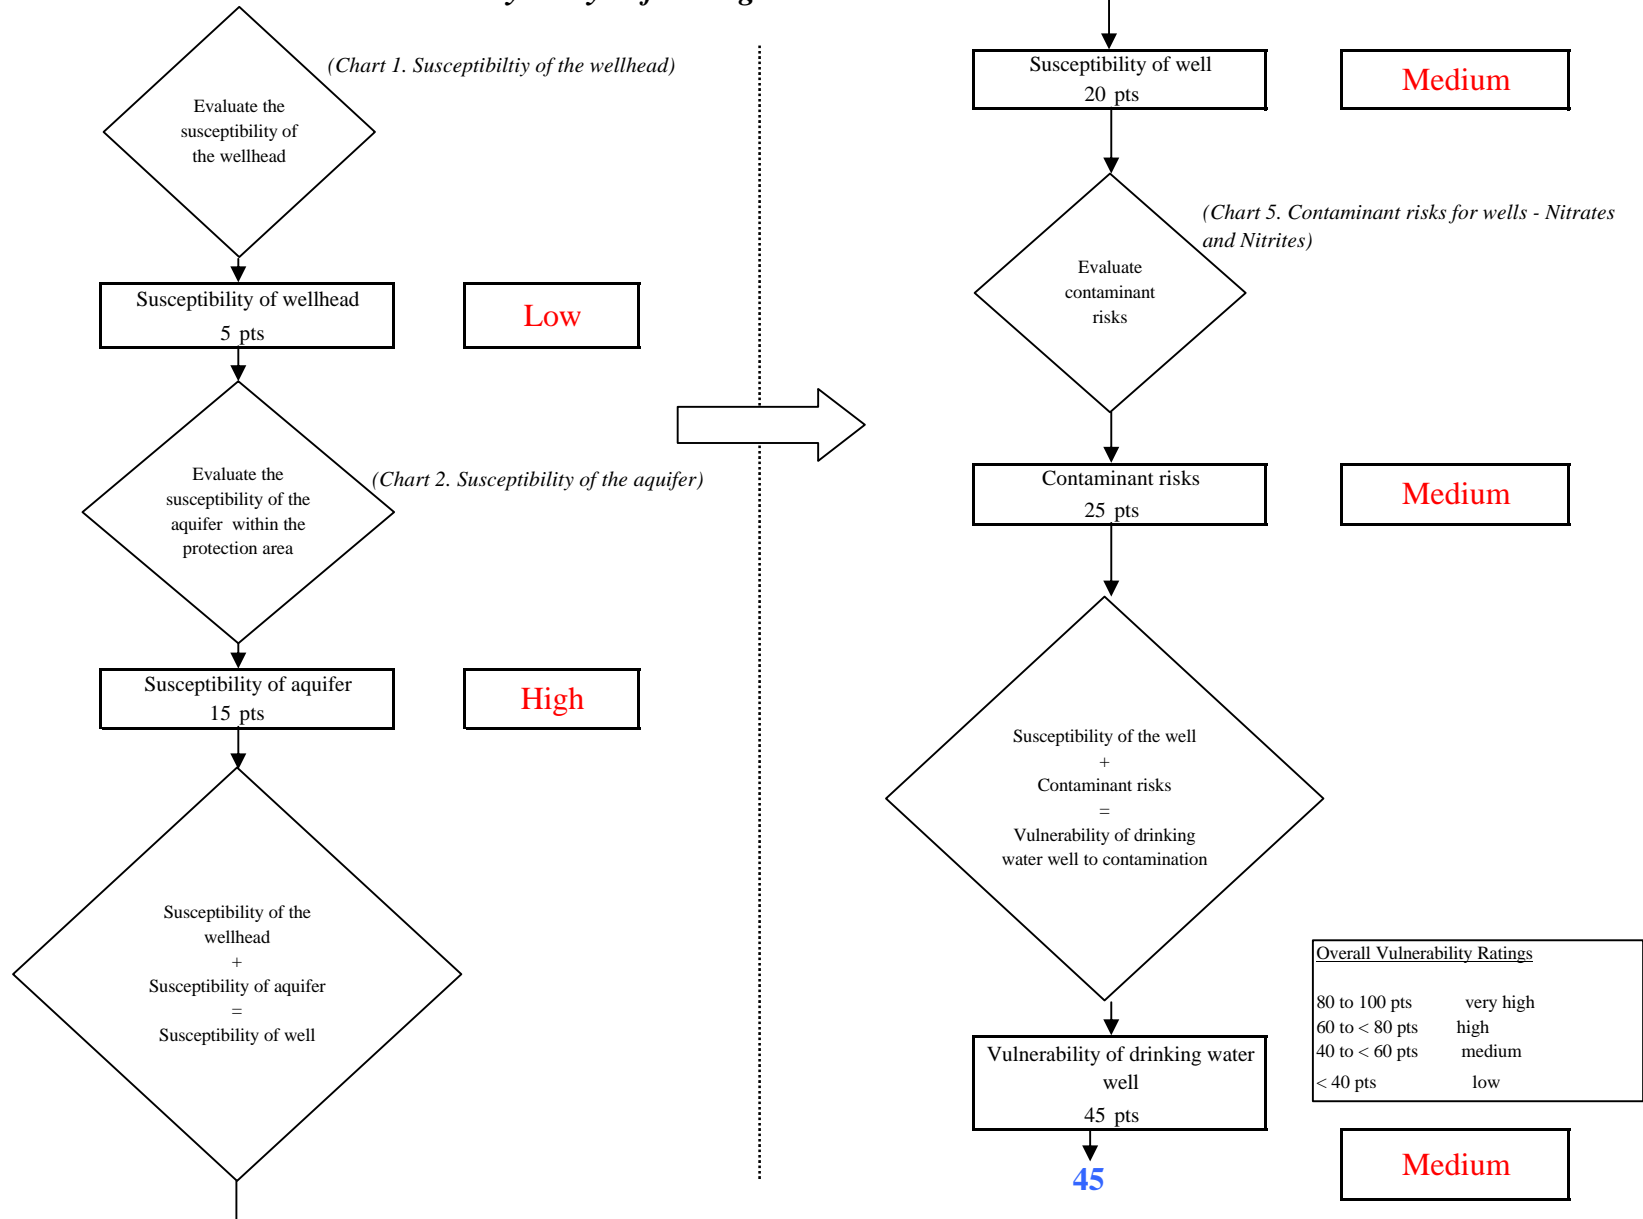 (Chart 1. Susceptibiltiy of the wellhead)
Evaluate the
susceptibility of
the wellhead
Susceptibility of wellhead
5 pts
Low
Evaluate the
susceptibility of the
aquifer within the
protection area
(Chart 2. Susceptibility of the aquifer)
Susceptibility of aquifer
15 pts
High
Susceptibility of the
wellhead
+
Susceptibility of aquifer
=
Susceptibility of well
Susceptibility of well
20 pts
Medium
(Chart 5. Contaminant risks for wells - Nitrates
and Nitrites)
Evaluate
contaminant
risks
Contaminant risks
25 pts
Medium
Susceptibility of the well
+
Contaminant risks
=
Vulnerability of drinking
water well to contamination
Overall Vulnerability Ratings
80 to 100 pts very high
60 to < 80 pts high
40 to < 60 pts medium
< 40 pts low
Vulnerability of drinking water
well
45 pts
45
Medium